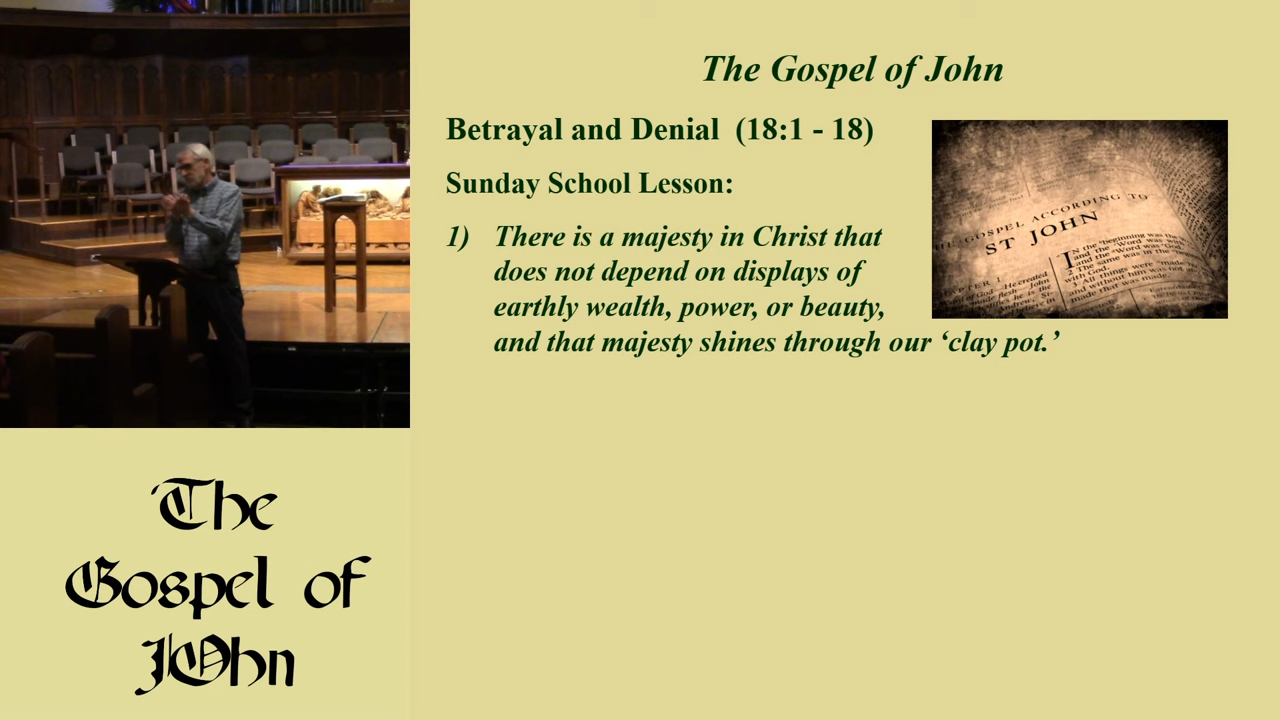 The Gospel of John
Betrayal and Denial (18:1 - 18)
Sunday School Lesson:
1) There is a majesty in Christ that
does not depend on displays of
earthly wealth, power, or beauty,
and that majesty shines through our ‘clay pot.’
GOSPEL ACCORDING TO
ST JOHN
The
Gospel of
JOhn